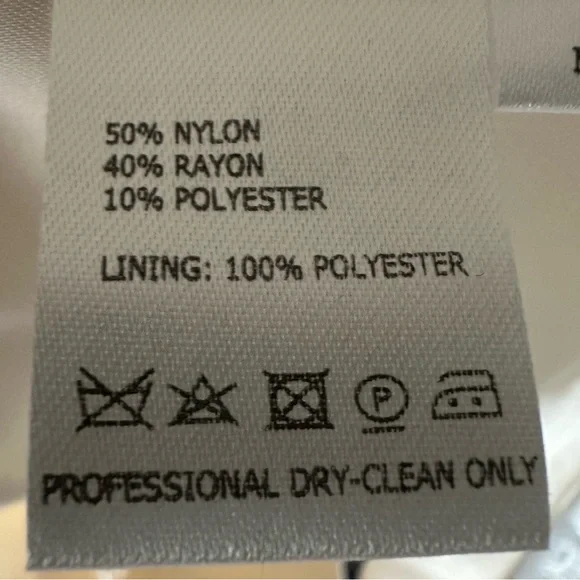 50% NYLON
40% RAYON
10% POLYESTER
LINING: 100% POLYESTER
P
PROFESSIONAL DRY-CLEAN ONLY